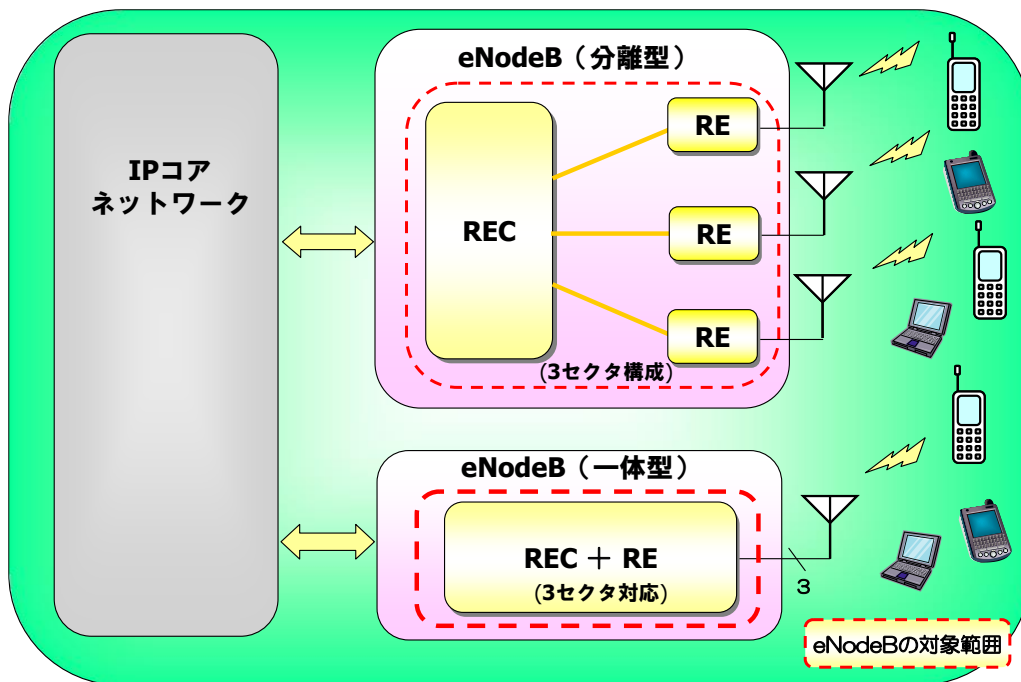 IPコア
ネットワーク
eNodeB（分離型）
REC
RE
RE
RE
(3セクタ構成)
eNodeB（一体型）
REC ＋ RE
(3セクタ対応)
3
eNodeBの対象範囲